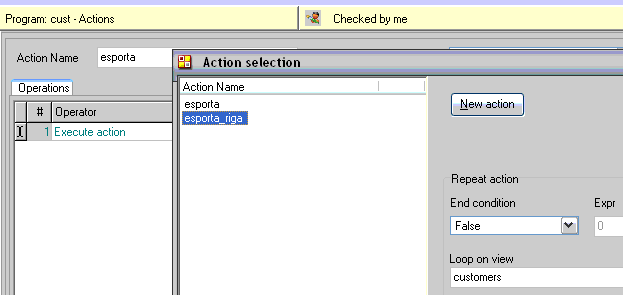 Program: cust - Actions
Checked by me
Action Name
esporta
Action selection
Operations
# Operator
1 Execute action
Action Name
esporta
esporta_riga
New action
Repeat action
End condition
Expr
False
0
Loop on view
customers